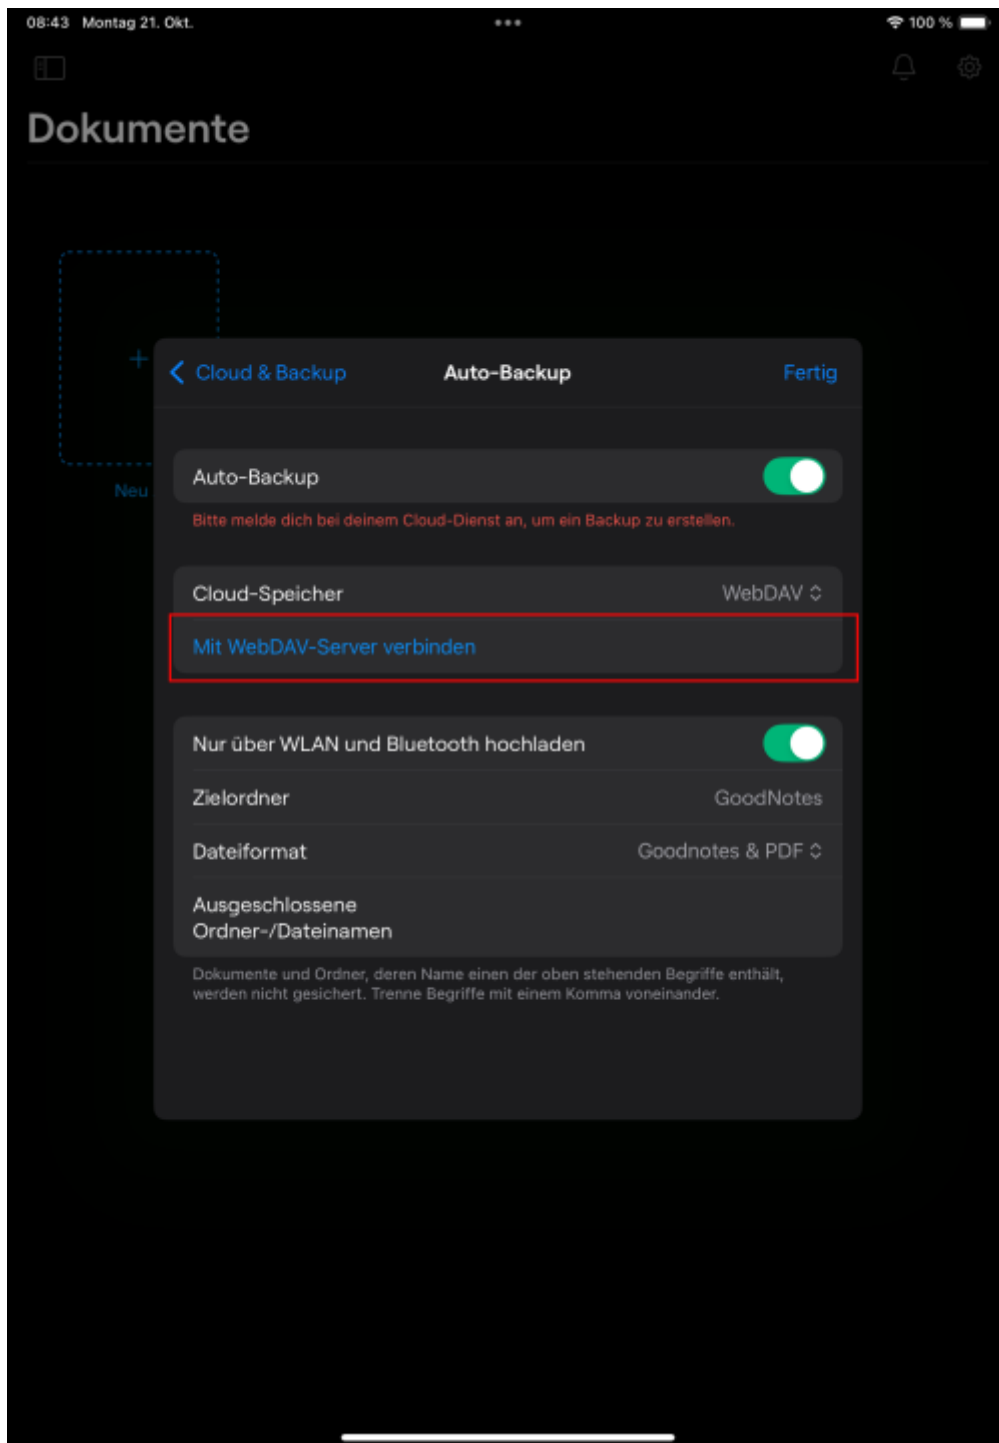 08:43 Montag 21. Okt.
100 %
Dokumente
Cloud & Backup
Auto-Backup
Fertig
Neu
Auto-Backup
Bitte melde dich bei deinem Cloud-Dienst an, um ein Backup zu erstellen.
Cloud-Speicher
WebDAV
Mit WebDAV-Server verbinden
Nur über WLAN und Bluetooth hochladen
Zielordner
GoodNotes
Dateiformat
Goodnotes & PDF
Ausgeschlossene
Ordner-/Dateinamen
Dokumente und Ordner, deren Name einen der oben stehenden Begriffe enthält,
werden nicht gesichert. Trenne Begriffe mit einem Komma voneinander.